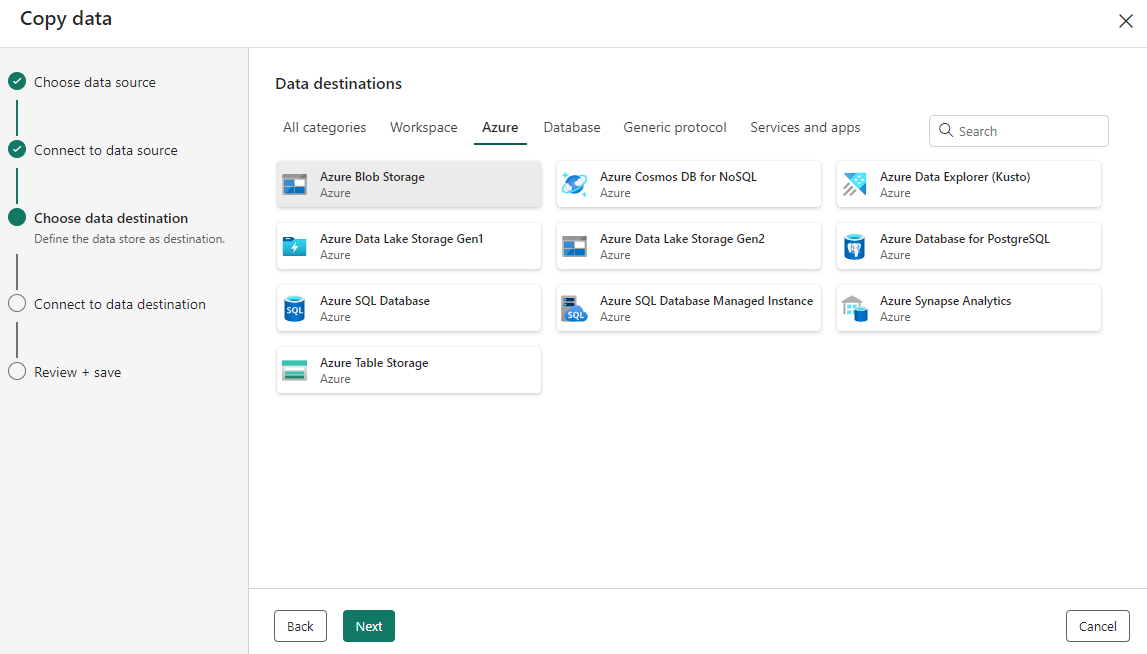 Copy data
Choose data source
Connect to data source
Choose data destination
Define the data store as destination.
Connect to data destination
Review + save
Data destinations
All categories Workspace Azure Database Generic protocol Services and apps
Search
Azure Blob Storage
Azure
Azure Cosmos DB for NoSQL
Azure
Azure Data Explorer (Kusto)
Azure
Azure Data Lake Storage Gen1
Azure
Azure Data Lake Storage Gen2
Azure
Azure Database for PostgreSQL
Azure
SQL
Azure SQL Database
Azure
SQL
Azure SQL Database Managed Instance
Azure
Azure Synapse Analytics
Azure
Azure Table Storage
Azure
Back Next Cancel